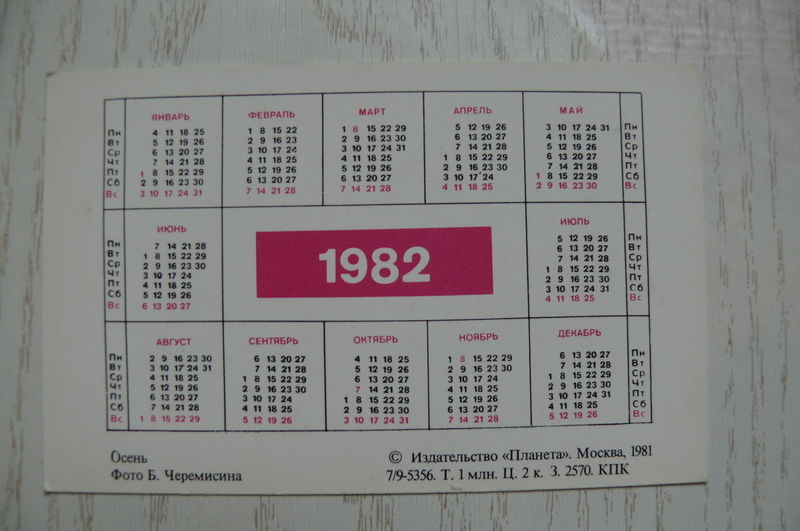 ЯНВАРЬ ФЕВРАЛЬ МАРТ АПРЕЛЬ МАЙ
Пн 4 11 18 25 1 8 15 22 1 8 15 22 29 5 12 19 26 3 10 17 24 31 Пн
Вт 5 12 19 26 2 9 16 23 2 9 16 23 30 6 13 20 27 4 11 18 25 Вт
Ср 6 13 20 27 3 10 17 24 3 10 17 24 31 7 14 21 28 5 12 19 26 Ср
Чт 7 14 21 28 4 11 18 25 4 11 18 25 1 8 15 22 29 6 13 20 27 Чт
Пт 1 8 15 22 29 5 12 19 26 5 12 19 26 2 9 16 23 30 7 14 21 28 Пт
Сб 2 9 16 23 30 6 13 20 27 6 13 20 27 3 10 17 24 1 8 15 22 29 Сб
Вс 3 10 17 24 31 7 14 21 28 7 14 21 28 4 11 18 25 2 9 16 23 30 Вс
ИЮНЬ ИЮЛЬ
Пн 7 14 21 28 5 12 19 26 Пн
Вт 1 8 15 22 29 6 13 20 27 Вт
Ср 2 9 16 23 30 7 14 21 28 Ср
Чт 3 10 17 24 1 8 15 22 29 Чт
Пт 4 11 18 25 2 9 16 23 30 Пт
Сб 5 12 19 26 3 10 17 24 31 Сб
Вс 6 13 20 27 4 11 18 25 Вс
1982
АВГУСТ СЕНТЯБРЬ ОКТЯБРЬ НОЯБРЬ ДЕКАБРЬ
Пн 2 9 16 23 30 6 13 20 27 4 11 18 25 1 8 15 22 29 6 13 20 27 Пн
Вт 3 10 17 24 31 7 14 21 28 5 12 19 26 2 9 16 23 30 7 14 21 28 Вт
Ср 4 11 18 25 1 8 15 22 29 6 13 20 27 3 10 17 24 1 8 15 22 29 Ср
Чт 5 12 19 26 2 9 16 23 30 7 14 21 28 4 11 18 25 2 9 16 23 30 Чт
Пт 6 13 20 27 3 10 17 24 1 8 15 22 29 5 12 19 26 3 10 17 24 31 Пт
Сб 7 14 21 28 4 11 18 25 2 9 16 23 30 6 13 20 27 4 11 18 25 Сб
Вс 1 8 15 22 29 5 12 19 26 3 10 17 24 31 7 14 21 28 5 12 19 26 Вс
Осень
Фото Б. Черемисина
© Издательство «Планета». Москва, 1981
7/9-5356. Т. 1 млн. Ц. 2 к. З. 2570. КПК